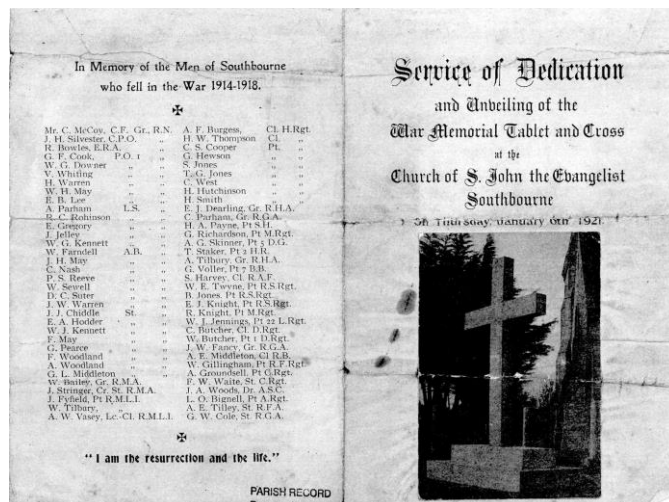 In Memory of the Men of Southbourne
who fell in the War 1914-1918.
Mr. C. McCoy, C.F. Gr., R.N.
J. H. Silvester, C.P.O. "
R. Bowles, E.R.A. "
G. F. Cook, P.O. 1 "
W. G. Downer " "
V. Whiting " "
H. Warren " "
W. H. May " "
E. B. Lee " "
A. Parham L.S. "
R. C. Robinson " "
E. Gregory " "
J. Jelley " "
W. G. Kennett " "
W. Farndell A.B. "
J. H. May " "
C. Nash " "
P. S. Reeve " "
W. Sewell " "
D. C. Suter " "
J. W. Warren " "
J. J. Chiddle St. "
E. A. Hodder " "
W. J. Kennett " "
F. May " "
G. Pearce " "
F. Woodland " "
A. Woodland " "
G. L. Middleton " "
W. Bailey, Gr. R.M.A.
J. Stringer, Cr. St. R.M.A.
J. Fyfield, Pt R.M.L.I.
W. Tilbury, "
A. W. Vasey, Lc.-Cl. R.M.L.I.
A. F. Burgess, Cl. H.Rgt.
H. W. Thompson Cl. "
C. S. Cooper Pt. "
G. Hewson " "
S. Jones " "
T. G. Jones " "
C. West " "
H. Hutchinson " "
H. Smith " "
E. J. Dearling, Gr. R.H.A.
C. Parham, Gr. R.G.A.
H. A. Payne, Pt S.H.
G. Richardson, Pt M.Rgt.
A. G. Skinner, Pt 5 D.G.
T. Staker, Pt 2 H.R.
A. Tilbury, Gr. R.H.A.
G. Voller, Pt 7 B.B.
S. Harvey, Cl. R.A.F.
W. E. Twyne, Pt R.S.Rgt.
B. Jones, Pt R.S.Rgt.
E. J. Knight, Pt R.S.Rgt.
R. Knight, Pt M.Rgt.
W. J. Jennings, Pt 22 L.Rgt.
C. Butcher, Cl. D.Rgt.
W. Butcher, Pt 1 D.Rgt.
J. W. Fancy, Gr. R.G.A.
A. E. Middleton, Cl R.B.
W. Gillingham, Pt R.F.Rgt.
A. Groundsell, Pt C.Rgt.
F. W. Waite, St. C.Rgt.
J. A. Woods, Dr. A.S.C.
L. O. Bignell, Pt A.Rgt.
A. E. Tilley, St. R.F.A.
G. W. Cole, St. R.G.A.
" I am the resurrection and the life."
PARISH RECORD
Service of Dedication
and Unveiling of the
War Memorial Tablet and Cross
at the
Church of S. John the Evangelist
Southbourne
On Thursday, January 6th 1921.